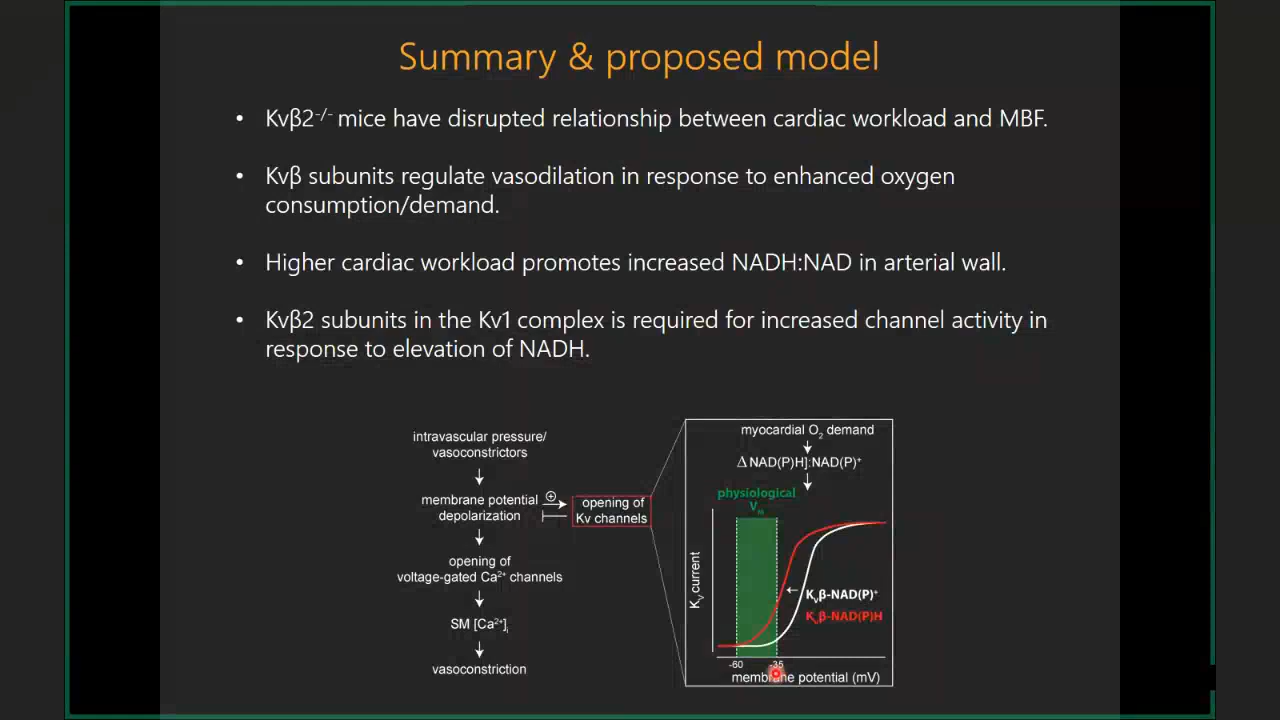 Summary & proposed model
• Kvβ2-/- mice have disrupted relationship between cardiac workload and MBF.
• Kvβ subunits regulate vasodilation in response to enhanced oxygen
consumption/demand.
• Higher cardiac workload promotes increased NADH:NAD in arterial wall.
• Kvβ2 subunits in the Kv1 complex is required for increased channel activity in
response to elevation of NADH.
intravascular pressure/
vasoconstrictors
membrane potential
depolarization
opening of
Kv channels
opening of
voltage-gated Ca2+ channels
SM [Ca2+]i
vasoconstriction
myocardial O2 demand
Δ NAD(P)H]:NAD(P)+
physiological
VM
KV current
KVβ-NAD(P)+
KVβ-NAD(P)H
-60 -35
membrane potential (mV)